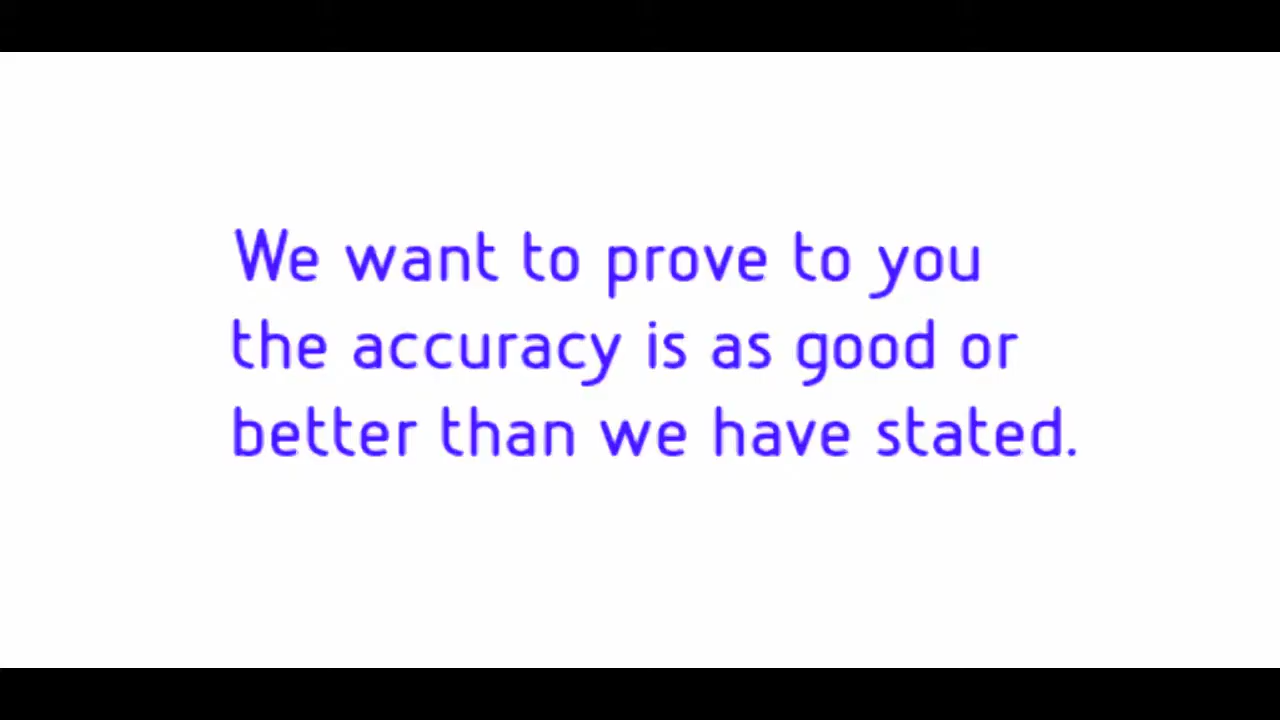 We want to prove to you
the accuracy is as good or
better than we have stated.